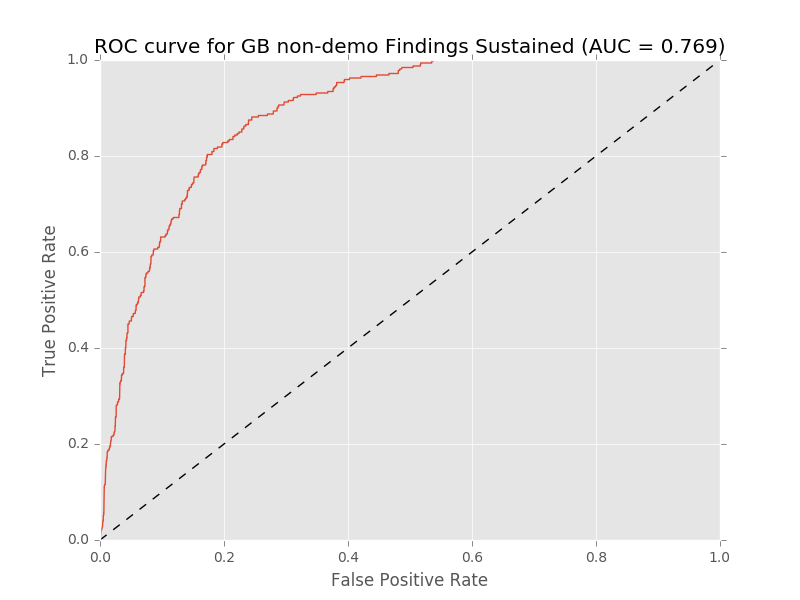 ROC curve for GB non-demo Findings Sustained (AUC = 0.769)
1.0
0.8
0.6
0.4
0.2
0.0
True Positive Rate
0.0 0.2 0.4 0.6 0.8 1.0
False Positive Rate